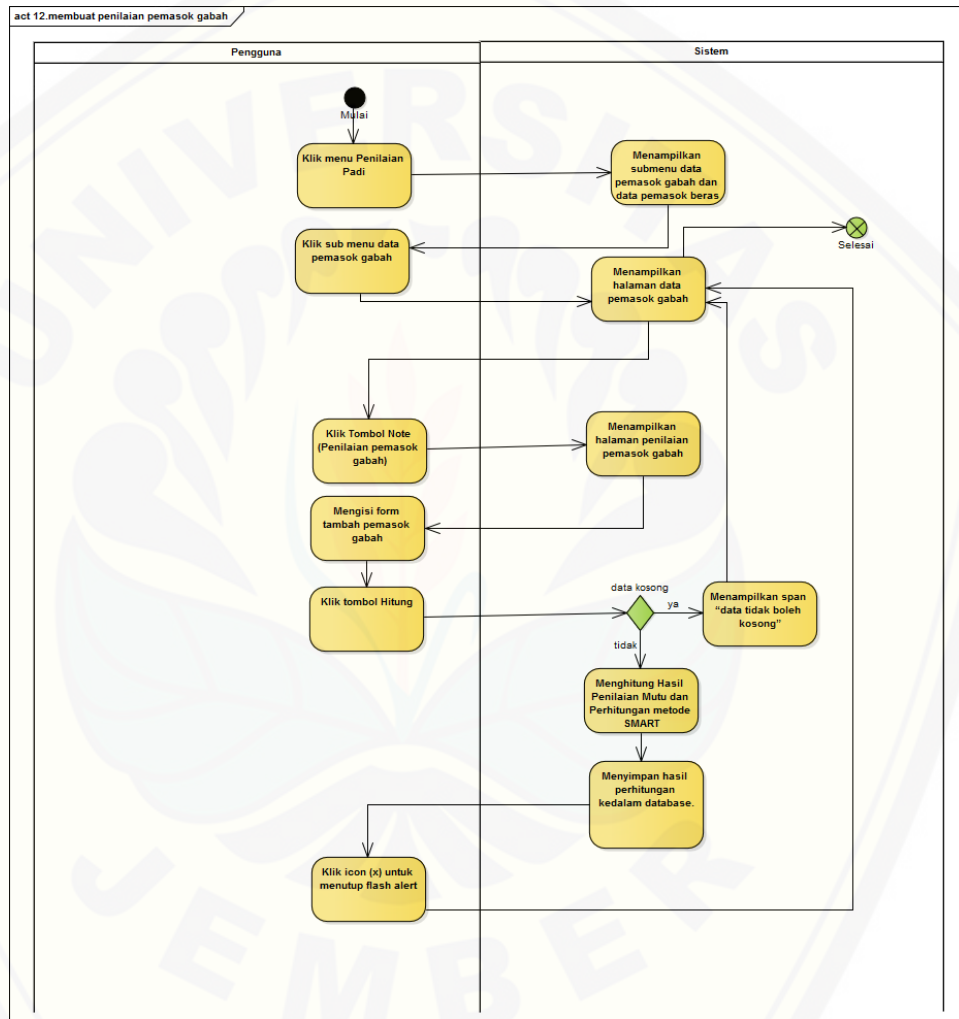 act 12.membuat penilaian pemasok gabah
Pengguna
Sistem
Mulai
Klik menu Penilaian
Padi
Menampilkan
submenu data
pemasok gabah dan
data pemasok beras
Selesai
Klik sub menu data
pemasok gabah
Menampilkan
halaman data
pemasok gabah
Klik Tombol Note
(Penilaian pemasok
gabah)
Menampilkan
halaman penilaian
pemasok gabah
Mengisi form
tambah pemasok
gabah
Klik tombol Hitung
data kosong
ya
Menampilkan span
“data tidak boleh
kosong”
tidak
Menghitung Hasil
Penilaian Mutu dan
Perhitungan metode
SMART
Menyimpan hasil
perhitungan
kedalam database.
Klik icon (x) untuk
menutup flash alert
UNIVERSITAS
JEMBER